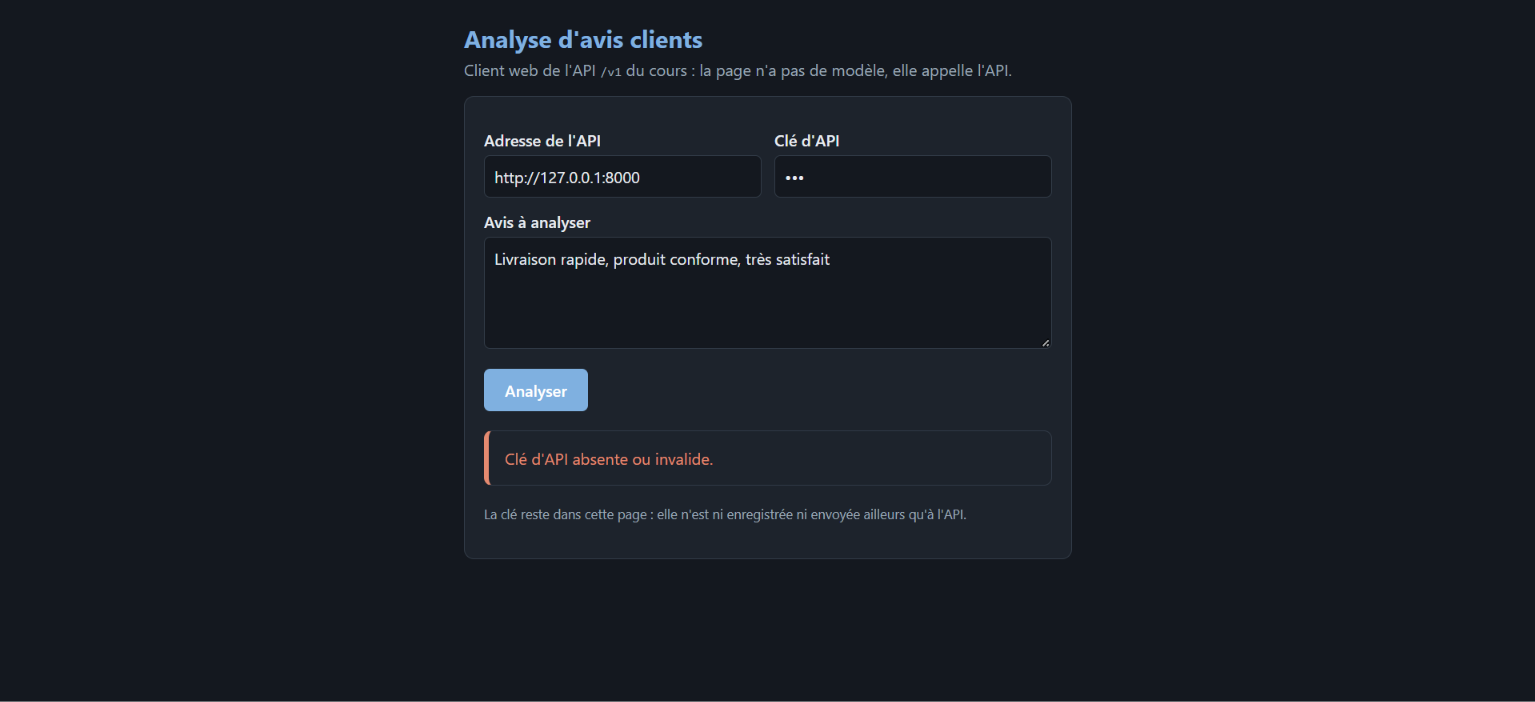 Analyse d'avis clients
Client web de l'API /v1 du cours : la page n'a pas de modèle, elle appelle l'API.
Adresse de l'API
Clé d'API
http://127.0.0.1:8000
•••
Avis à analyser
Livraison rapide, produit conforme, très satisfait
Analyser
Clé d'API absente ou invalide.
La clé reste dans cette page : elle n'est ni enregistrée ni envoyée ailleurs qu'à l'API.